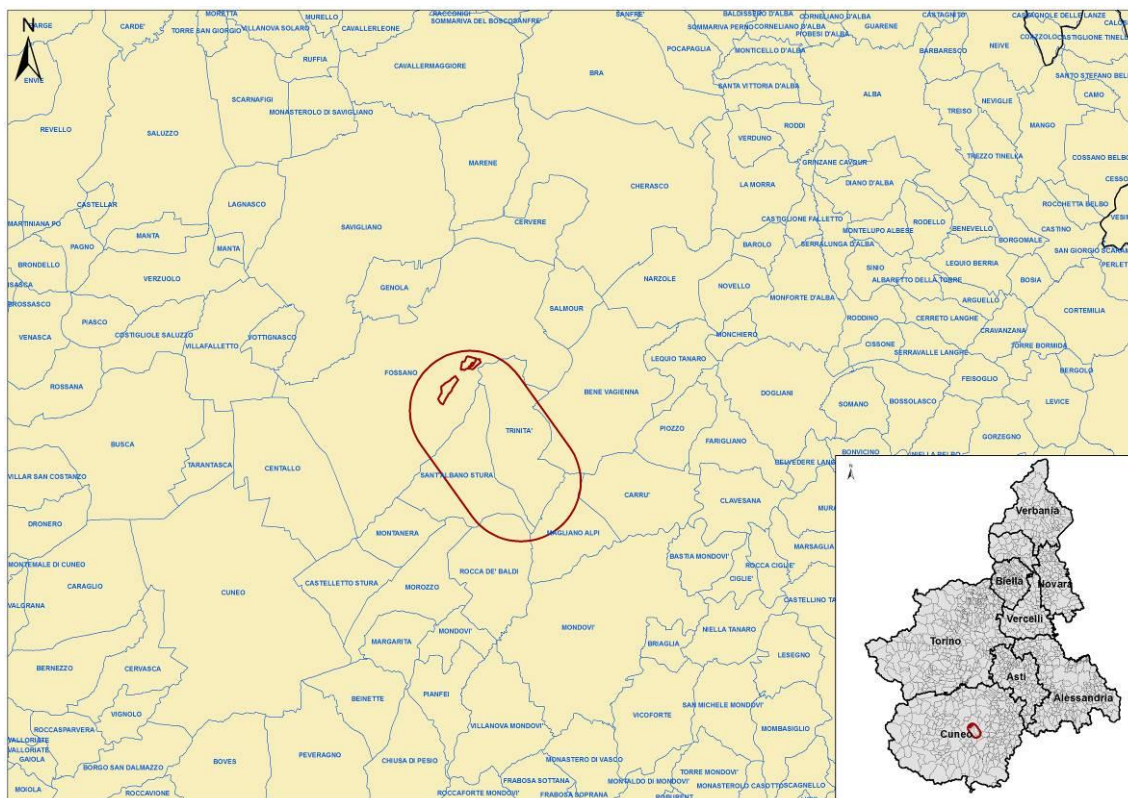 N
BARGE
CARDE'
MORETTA
TORRE SAN GIORGIO
VILLANOVA SOLARO
MURELLO
CAVALLERLEONE
RACCONIGI
SOMMARIVA DEL BOSCO
SANFRE'
SANFRE'
POCAPAGLIA
SOMMARIVA PERNO
BALDISSERO D'ALBA
CORNELIANO D'ALBA
CORNELIANO D'ALBA
PIOBESI D'ALBA
MONTICELLO D'ALBA
GUARENE
CASTAGNITO
CASTAGNOLE DELLE LANZE
COAZZOLO
CASTIGLIONE TINELLA
BARBARESCO
NEIVE
ENVIE
RUFFIA
CAVALLERMAGGIORE
BRA
SANTA VITTORIA D'ALBA
ALBA
SANTO STEFANO BEL
CAMO
SCARNAFIGI
MONASTEROLO DI SAVIGLIANO
TREISO
NEVIGLIE
MANGO
REVELLO
SALUZZO
VERDUNO
RODDI
MARENE
GRINZANE CAVOUR
TREZZO TINELLA
COSSANO BELBO
CHERASCO
LA MORRA
DIANO D'ALBA
CASTELLAR
LAGNASCO
ROCCHETTA BELBO
MARTINIANA PO
MANTA
SAVIGLIANO
CERVERE
CASTIGLIONE FALLETTO
RODELLO
BENEVELLO
CASTINO
PAGNO
MANTA
BAROLO
SERRALUNGA D'ALBA
MONTELUPO ALBESE
BORGOMALE
BRONDELLO
VERZUOLO
NARZOLE
NOVELLO
SINIO
LEQUIO BERRIA
BOSIA
GENOLA
ALBARETTO DELLA TORRE
MONFORTE D'ALBA
ARGUELLO
BROSSASCO
PIASCO
SALMOUR
RODDINO
CERRETO LANGHE
CORTEMILIA
VENASCA
COSTIGLIOLE SALUZZO
VOTTIGNASCO
VILLAFALLETTO
MONCHIERO
CRAVANZANA
CISSONE
TORRE BORMIDA
SERRAVALLE LANGHE
LEQUIO TANARO
ROSSANA
FOSSANO
BERGOLO
FEISOGLIO
BENE VAGIENNA
DOGLIANI
SOMANO
BOSSOLASCO
LEVICE
TRINITA'
PIOZZO
FARIGLIANO
GORZEGNO
BUSCA
BONVICINO
TARANTASCA
CENTALLO
SANT'ALBANO STURA
BELVEDERE LANG
VILLAR SAN COSTANZO
CARRU'
CLAVESANA
DRONERO
MONTANERA
MAGLIANO ALPI
MARSAGLIA
BASTIA MONDOVI'
MONTEMALE DI CUNEO
ROCCA DE' BALDI
ROCCA CIGLIE'
CIGLIE'
CARAGLIO
CUNEO
CASTELLETTO STURA
MOROZZO
CASTELLINO TA
VALGRANA
MARGARITA
MONDOVI'
MONDOVI'
NIELLA TANARO
BRIAGLIA
LESEGNO
BERNEZZO
CERVASCA
BEINETTE
PIANFEI
VIGNOLO
VILLANOVA MONDOVI'
VICOFORTE
SAN MICHELE MONDOVI'
MOMBASIGLIO
ROCCASPARVERA
VALLORIATE
VALLORIATE
GAIOLA
BOVES
PEVERAGNO
CHIUSA DI PESIO
MONASTERO DI VASCO
BORGO SAN DALMAZZO
MOIOLA
ROCCAVIONE
FRABOSA SOTTANA
TORRE MONDOVI'
MONTALDO DI MONDOVI'
MONASTEROLO CASOTTO
SCAGNELLO
ROCCAFORTE MONDOVI'
FRABOSA SOPRANA
N
Verbania
Biella
Novara
Vercelli
Torino
Asti
Alessandria
Cuneo